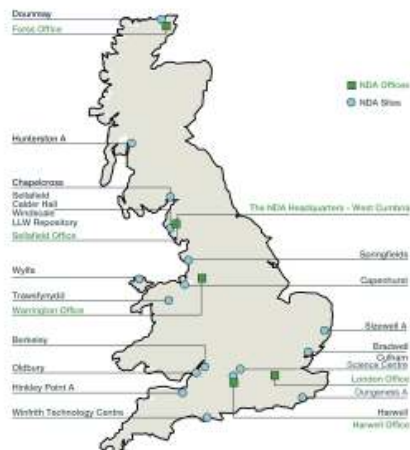 Dounreay
Forss Office
NDA Offices
NDA Sites
Hunterston A
Chapelcross
Sellafield
Calder Hall
Windscale
LLW Repository
Sellafield Office
The NDA Headquarters - West Cumbria
Springfields
Wylfa
Capenhurst
Trawsfynydd
Warrington Office
Sizewell A
Berkeley
Bradwell
Culham
Science Centre
Oldbury
London Office
Hinkley Point A
Dungeness A
Winfrith Technology Centre
Harwell
Harwell Office